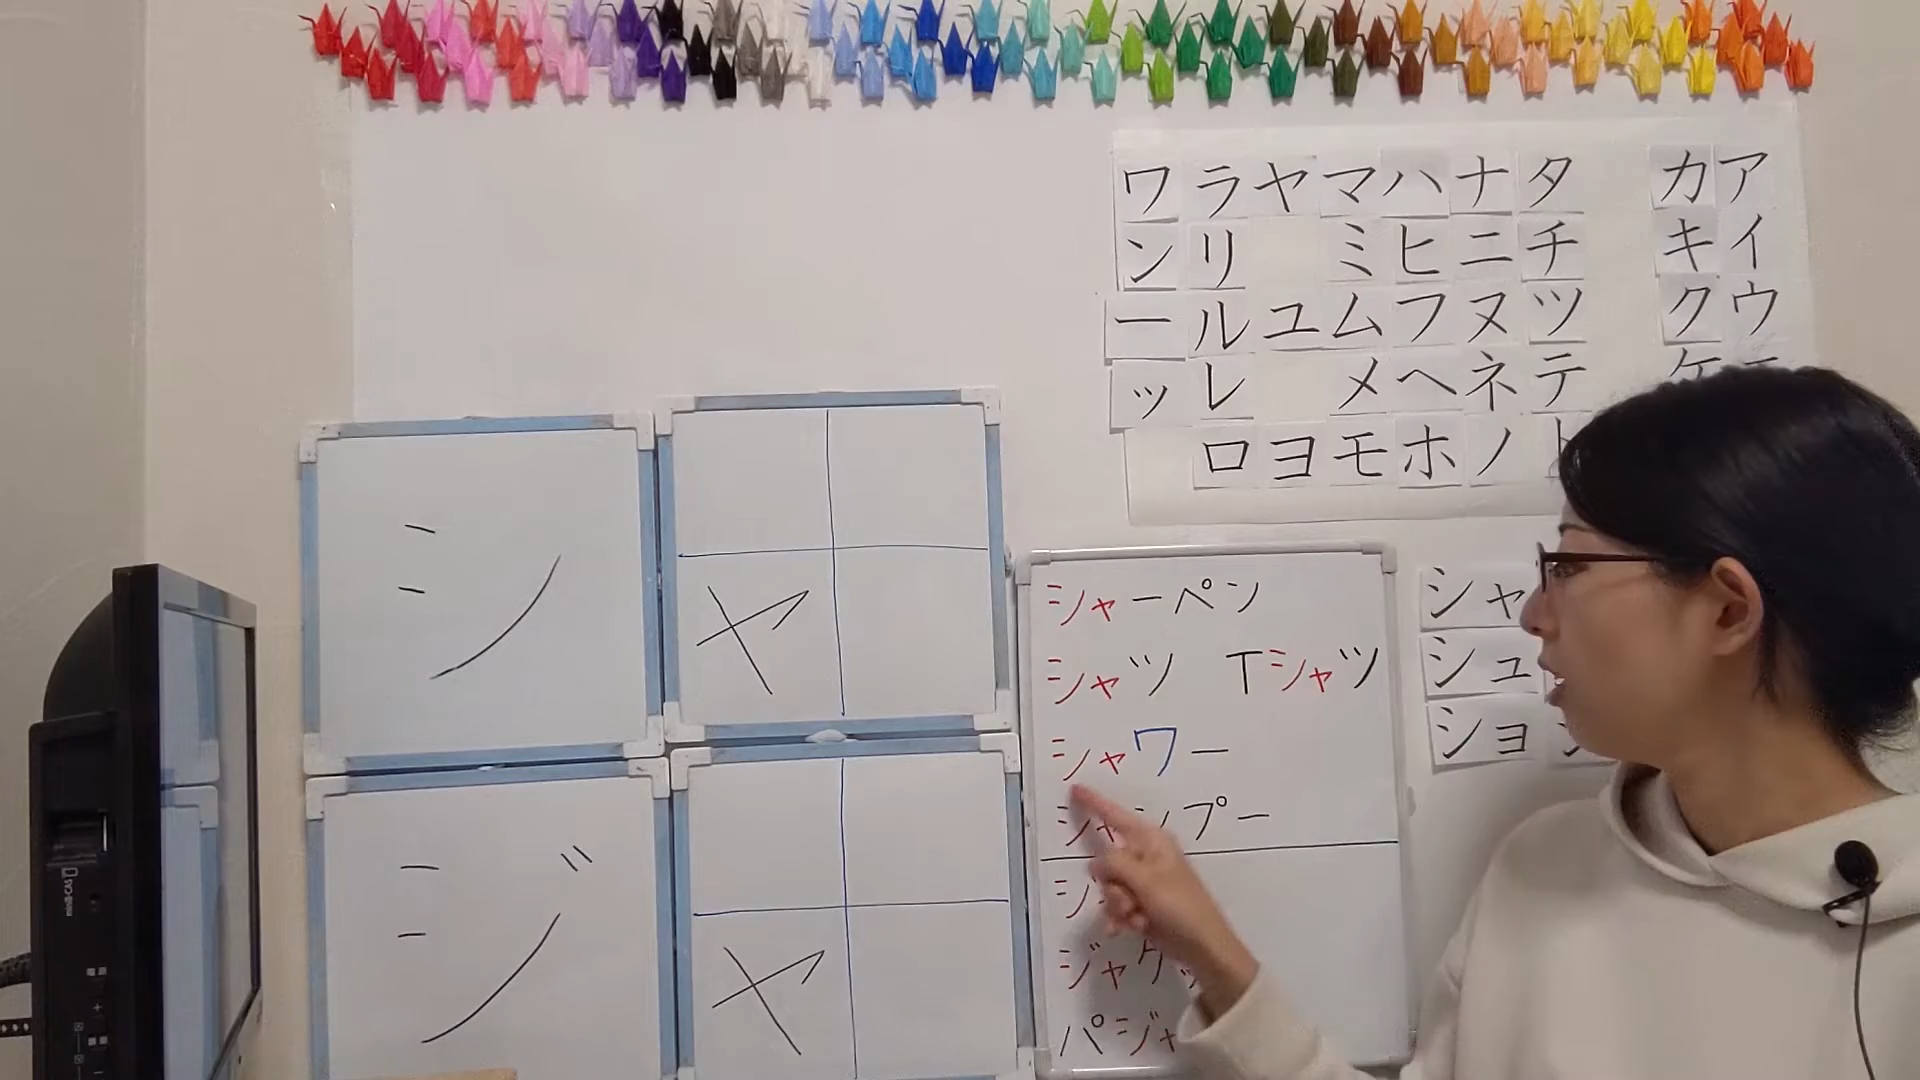 ワラヤマハナタ カア
ンリ ミヒニチ キイ
ールユムフヌツ クウ
ッレ メヘネテ
ロヨモホノ
シ
ヤ
ジ
ヤ
シャーペン
シャツ Tシャツ
シャワー
シャンプー
ジャケッ
パジャ
シャ
シュ
ショ
mini B-CAS